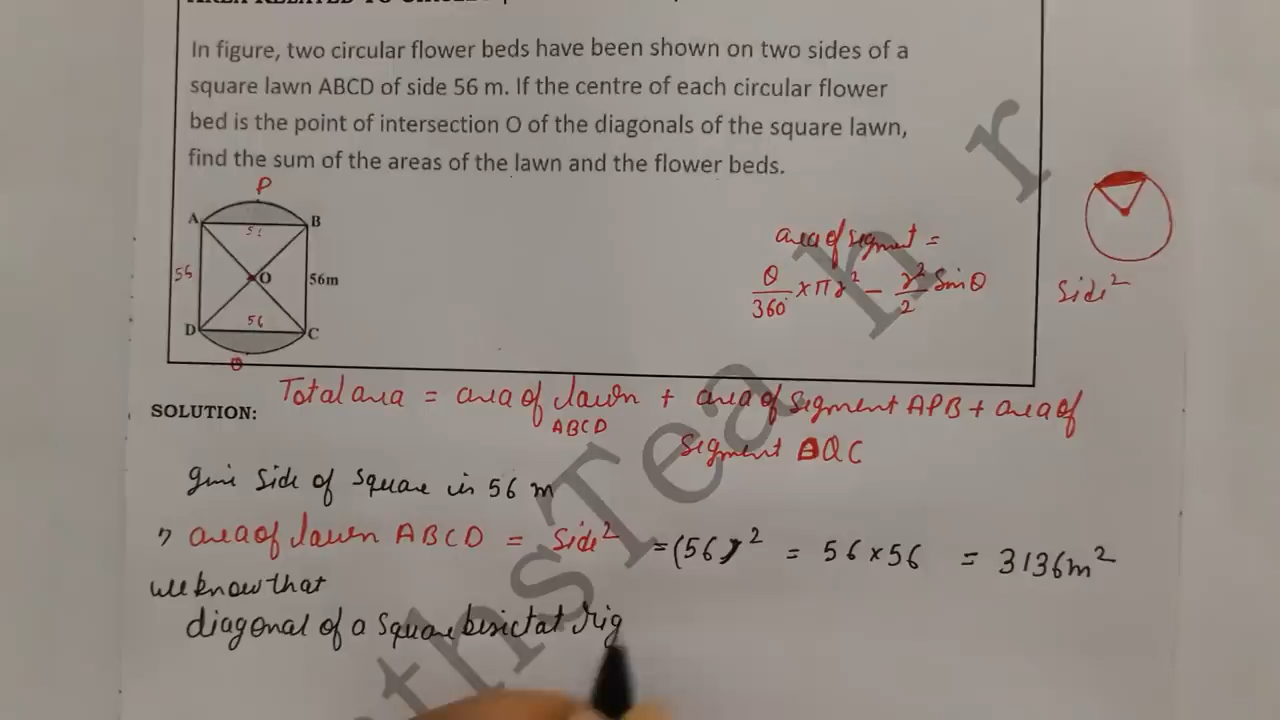 In figure, two circular flower beds have been shown on two sides of a
square lawn ABCD of side 56 m. If the centre of each circular flower
bed is the point of intersection O of the diagonals of the square lawn,
find the sum of the areas of the lawn and the flower beds.
P
A B
56
O
56m
D C
56
area of segment =
θ/360° × πr² − r²/2 Sinθ
Side²
Total area = area of lawn + area of segment APB + area of
ABCD
segment DQC
SOLUTION:
Side of square is 56 m
⇒ area of lawn ABCD = Side² = (56)² = 56 × 56 = 3136m²
we know that
diagonal of a square bisect at rig